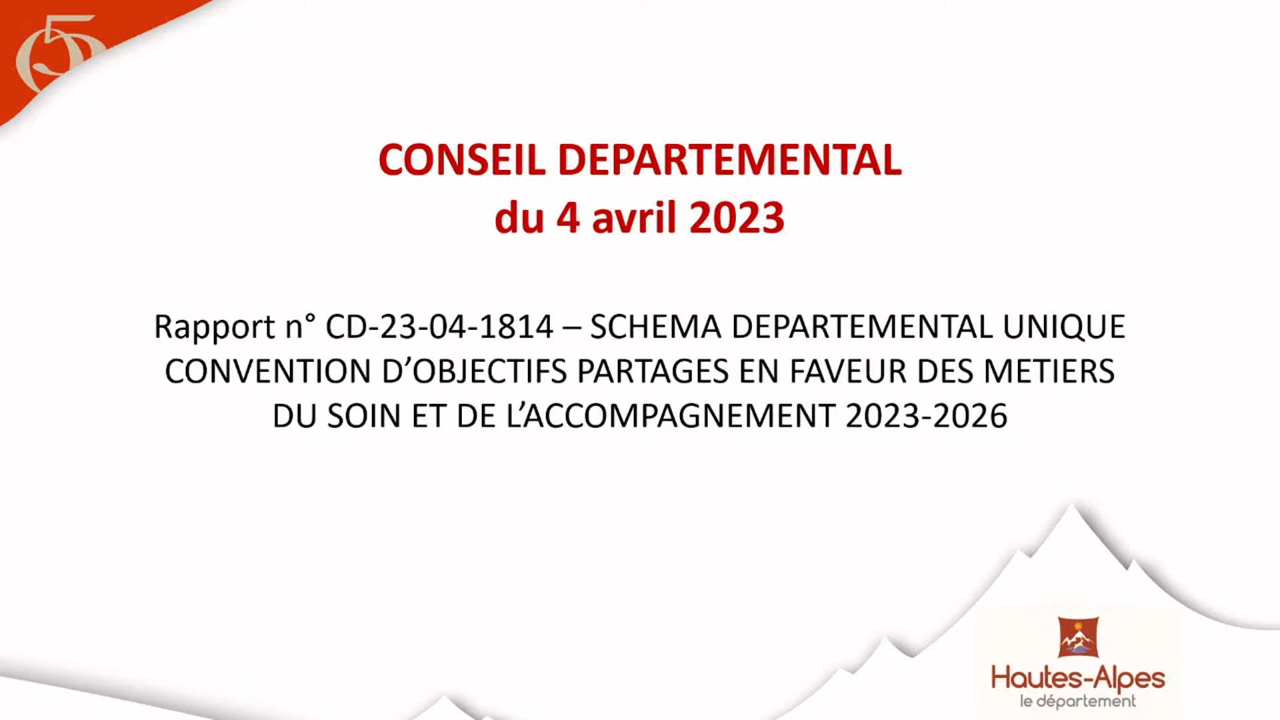 05
CONSEIL DEPARTEMENTAL
du 4 avril 2023
Rapport n° CD-23-04-1814 – SCHEMA DEPARTEMENTAL UNIQUE
CONVENTION D’OBJECTIFS PARTAGES EN FAVEUR DES METIERS
DU SOIN ET DE L’ACCOMPAGNEMENT 2023-2026
Hautes-Alpes
le département